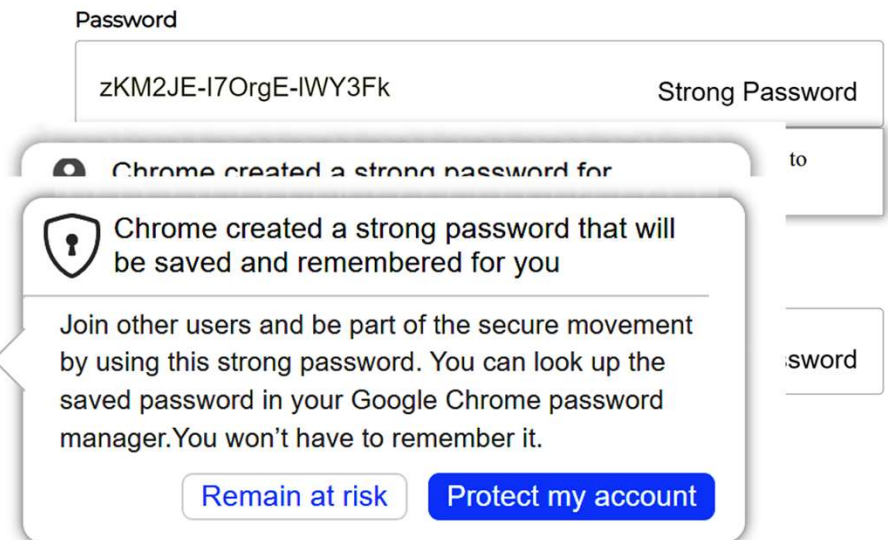 Password
zKM2JE-I7OrgE-lWY3Fk
Strong Password
to
Chrome created a strong password for
Chrome created a strong password that will
be saved and remembered for you
Join other users and be part of the secure movement
by using this strong password. You can look up the
saved password in your Google Chrome password
manager.You won’t have to remember it.
Remain at risk
Protect my account
ssword